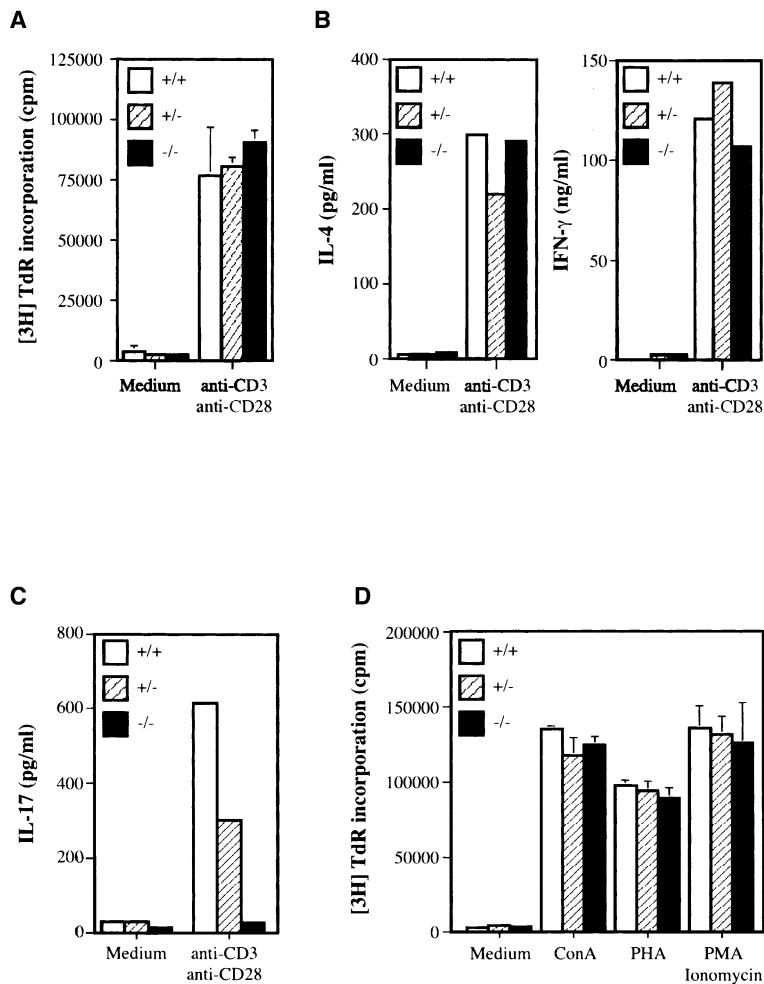 A
[3H] TdR incorporation (cpm)
125000
100000
75000
50000
25000
0
+/+
+/-
-/-
Medium
anti-CD3
anti-CD28
B
IL-4 (pg/ml)
400
300
200
100
0
+/+
+/-
-/-
Medium
anti-CD3
anti-CD28
IFN-γ (ng/ml)
150
100
50
0
+/+
+/-
-/-
Medium
anti-CD3
anti-CD28
C
IL-17 (pg/ml)
800
600
400
200
0
+/+
+/-
-/-
Medium
anti-CD3
anti-CD28
D
[3H] TdR incorporation (cpm)
200000
150000
100000
50000
0
+/+
+/-
-/-
Medium
ConA
PHA
PMA
Ionomycin